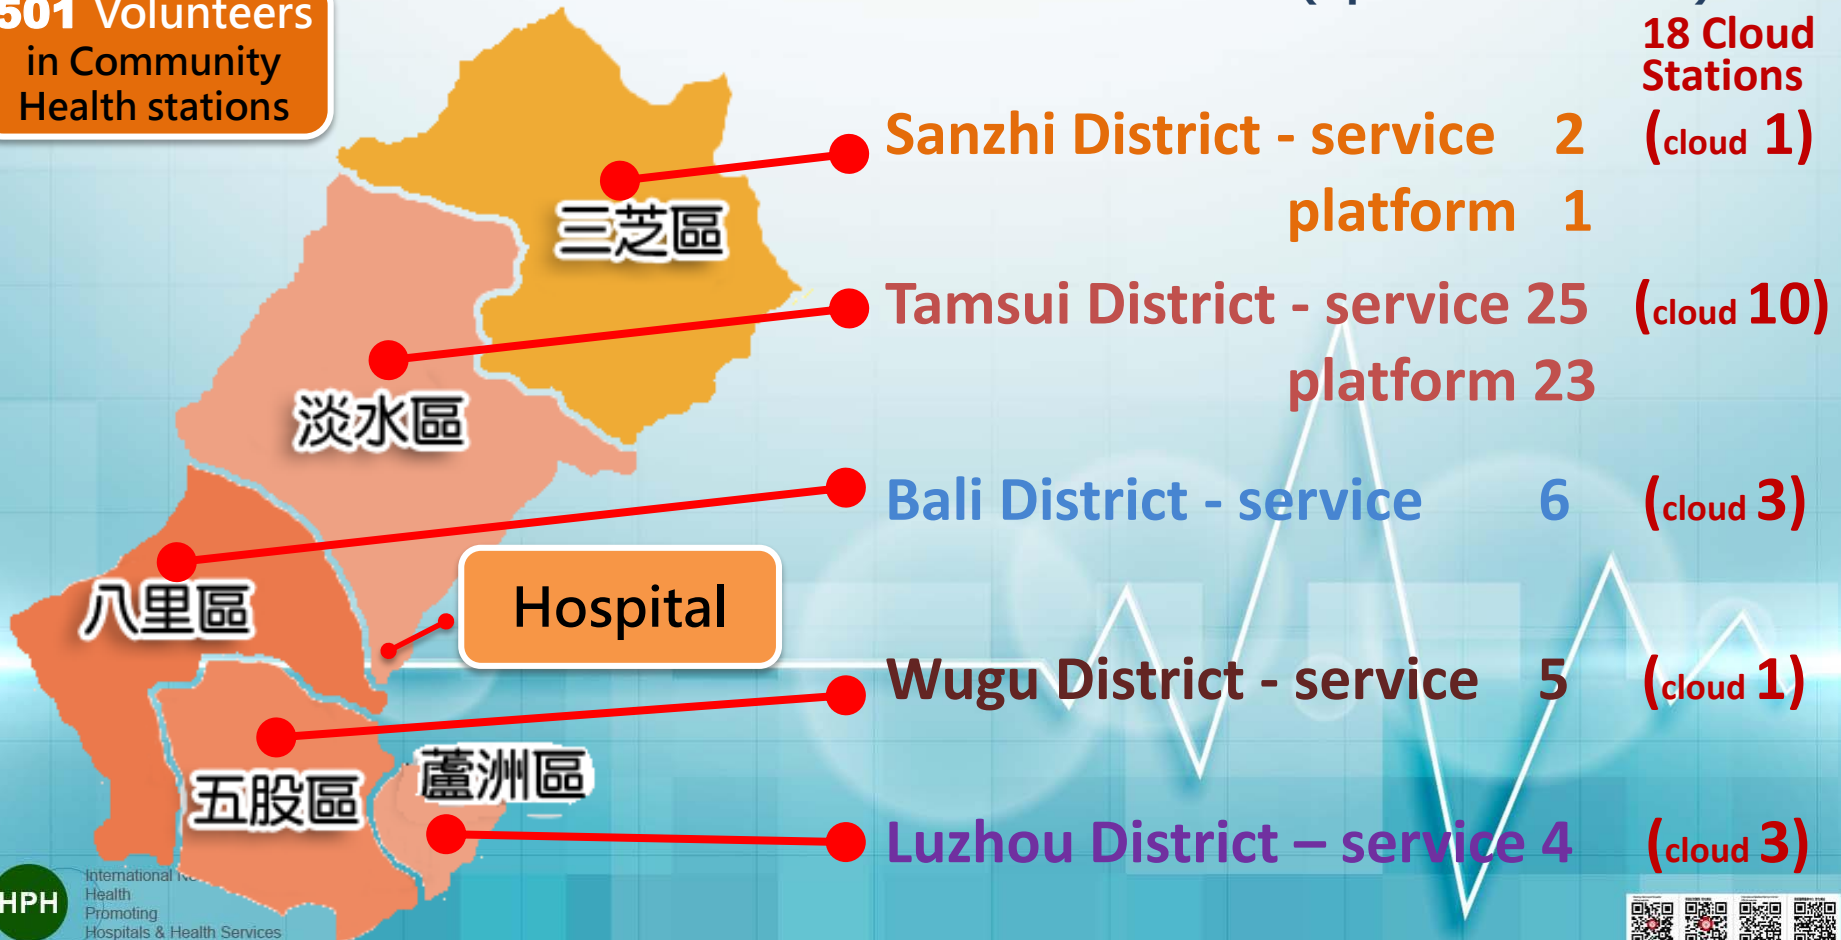 501 Volunteers
in Community
Health stations
18 Cloud
Stations
Sanzhi District - service 2 (cloud 1)
platform 1
三芝區
Tamsui District - service 25 (cloud 10)
platform 23
淡水區
Bali District - service 6 (cloud 3)
八里區
Hospital
Wugu District - service 5 (cloud 1)
五股區
蘆洲區
Luzhou District – service 4 (cloud 3)
HPH
International
Health
Promoting
Hospitals & Health Services